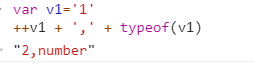 var v1='1'
++v1 + ',' + typeof(v1)
"2,number"